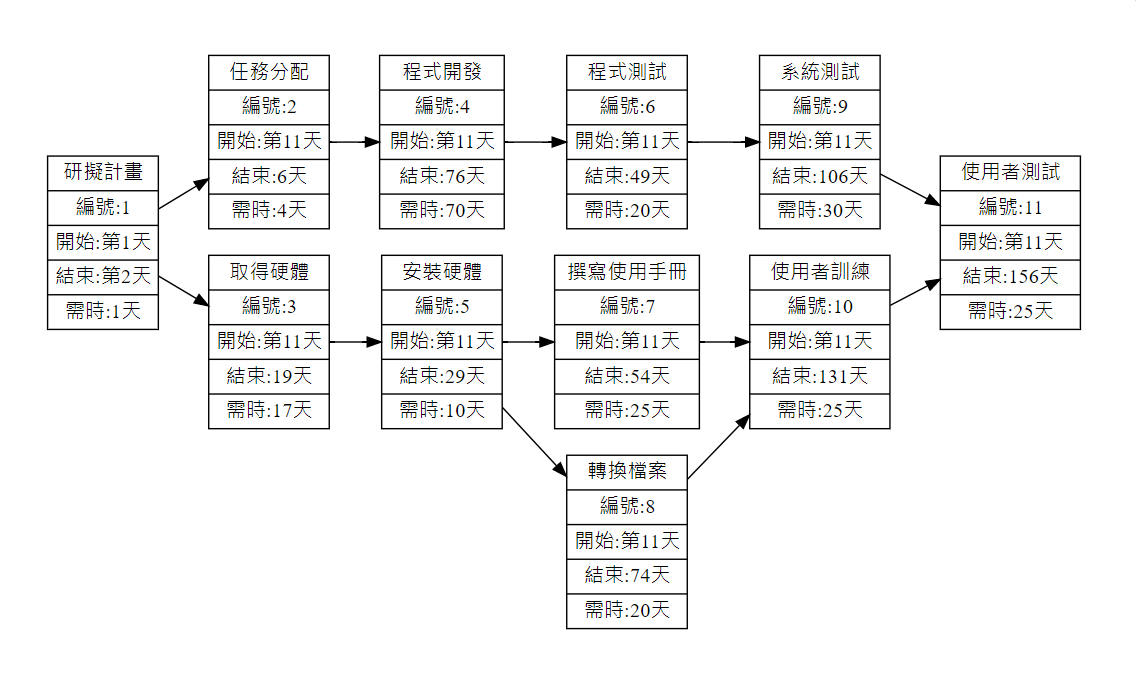 任務分配
編號:2
開始:第11天
結束:6天
需時:4天
程式開發
編號:4
開始:第11天
結束:76天
需時:70天
程式測試
編號:6
開始:第11天
結束:49天
需時:20天
系統測試
編號:9
開始:第11天
結束:106天
需時:30天
研擬計畫
編號:1
開始:第1天
結束:第2天
需時:1天
使用者測試
編號:11
開始:第11天
結束:156天
需時:25天
取得硬體
編號:3
開始:第11天
結束:19天
需時:17天
安裝硬體
編號:5
開始:第11天
結束:29天
需時:10天
撰寫使用手冊
編號:7
開始:第11天
結束:54天
需時:25天
使用者訓練
編號:10
開始:第11天
結束:131天
需時:25天
轉換檔案
編號:8
開始:第11天
結束:74天
需時:20天